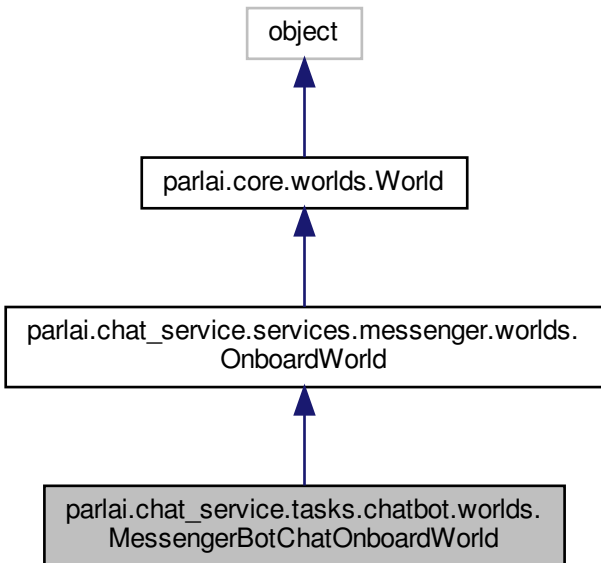 object
parlai.core.worlds.World
parlai.chat_service.services.messenger.worlds.
OnboardWorld
parlai.chat_service.tasks.chatbot.worlds.
MessengerBotChatOnboardWorld